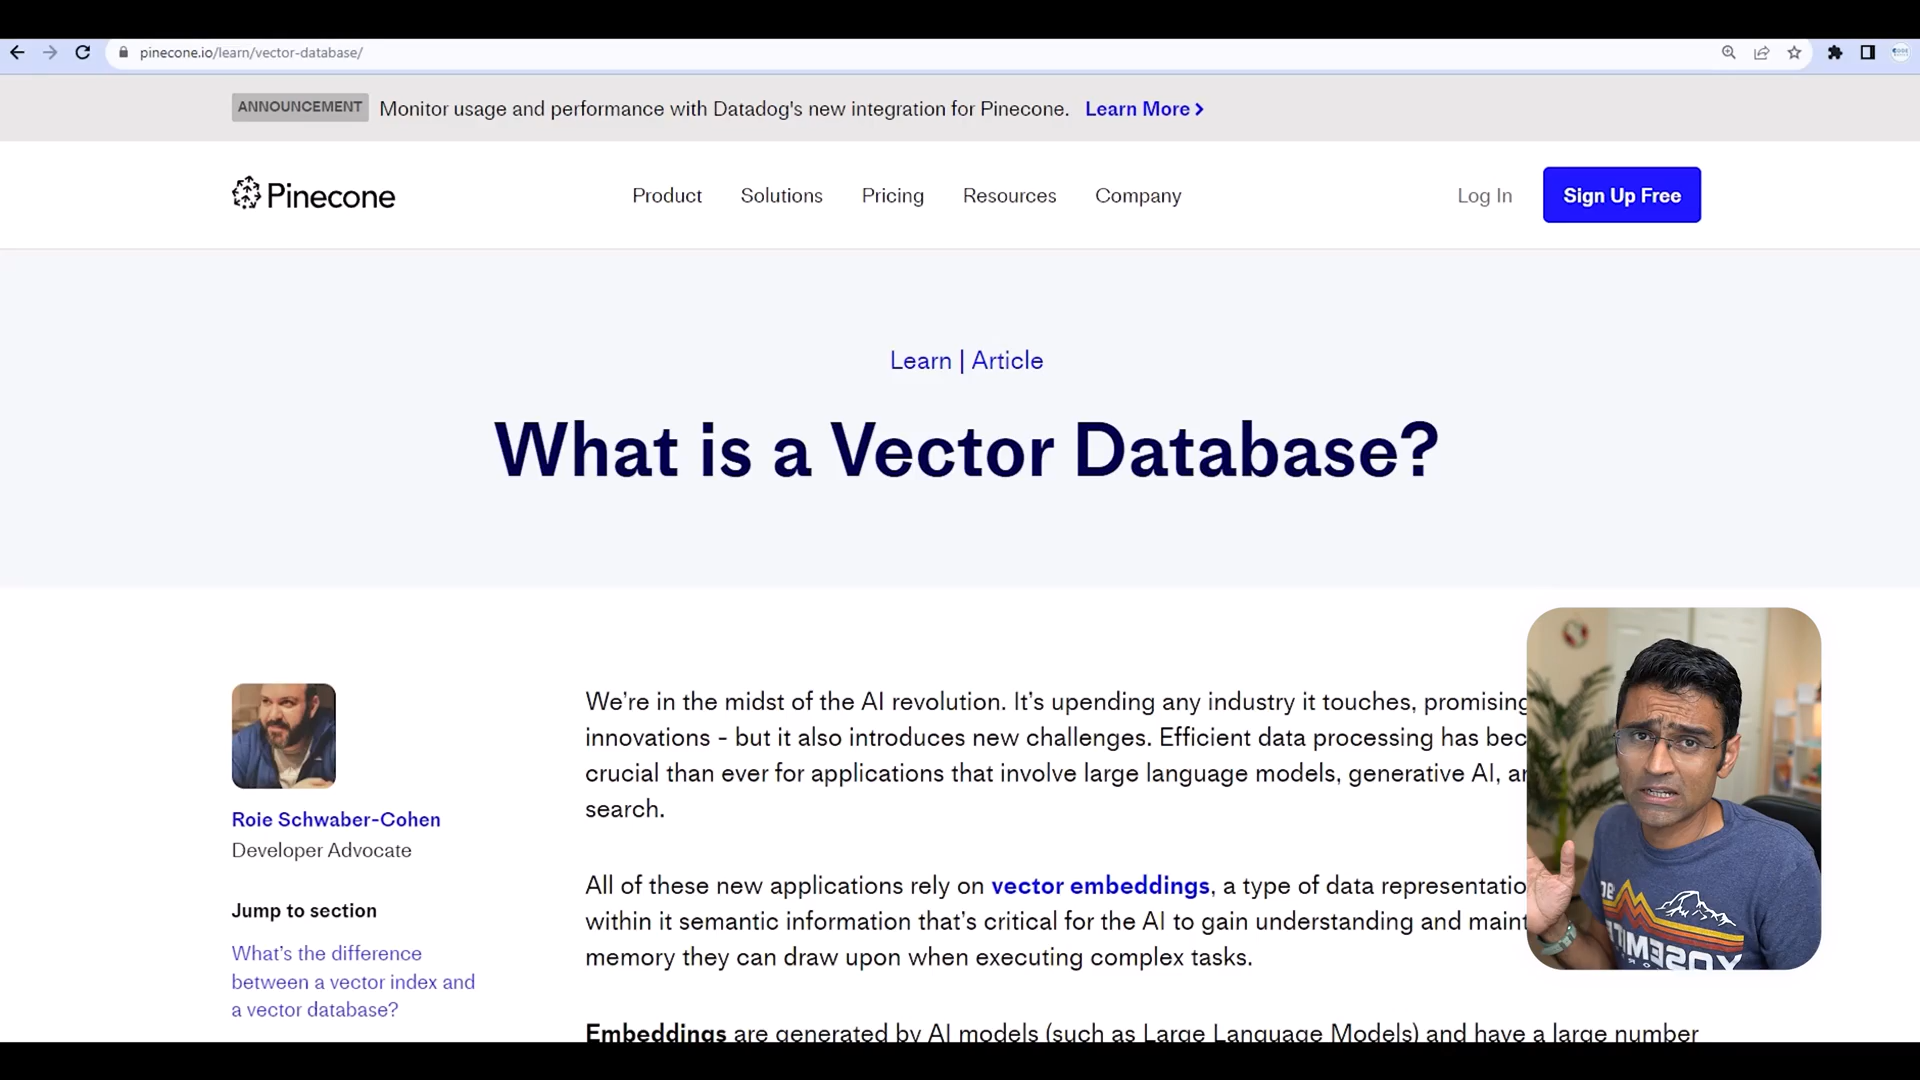 pinecone.io/learn/vector-database/
ANNOUNCEMENT Monitor usage and performance with Datadog's new integration for Pinecone. Learn More
Pinecone Product Solutions Pricing Resources Company Log In Sign Up Free
Learn | Article
What is a Vector Database?
We're in the midst of the AI revolution. It's upending any industry it touches, promising
innovations - but it also introduces new challenges. Efficient data processing has bec
crucial than ever for applications that involve large language models, generative AI, an
search.
All of these new applications rely on vector embeddings, a type of data representatio
within it semantic information that's critical for the AI to gain understanding and maint
memory they can draw upon when executing complex tasks.
Embeddings are generated by AI models (such as Large Language Models) and have a large number
Roie Schwaber-Cohen
Developer Advocate
Jump to section
What's the difference
between a vector index and
a vector database?
YOSEMITE